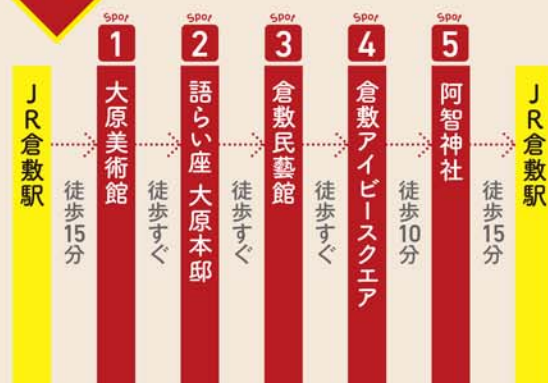 JR倉敷駅
徒歩15分
Spot
1
大原美術館
徒歩すぐ
Spot
2
語らい座 大原本邸
徒歩すぐ
Spot
3
倉敷民藝館
徒歩すぐ
Spot
4
倉敷アイビースクエア
徒歩10分
Spot
5
阿智神社
徒歩15分
JR倉敷駅